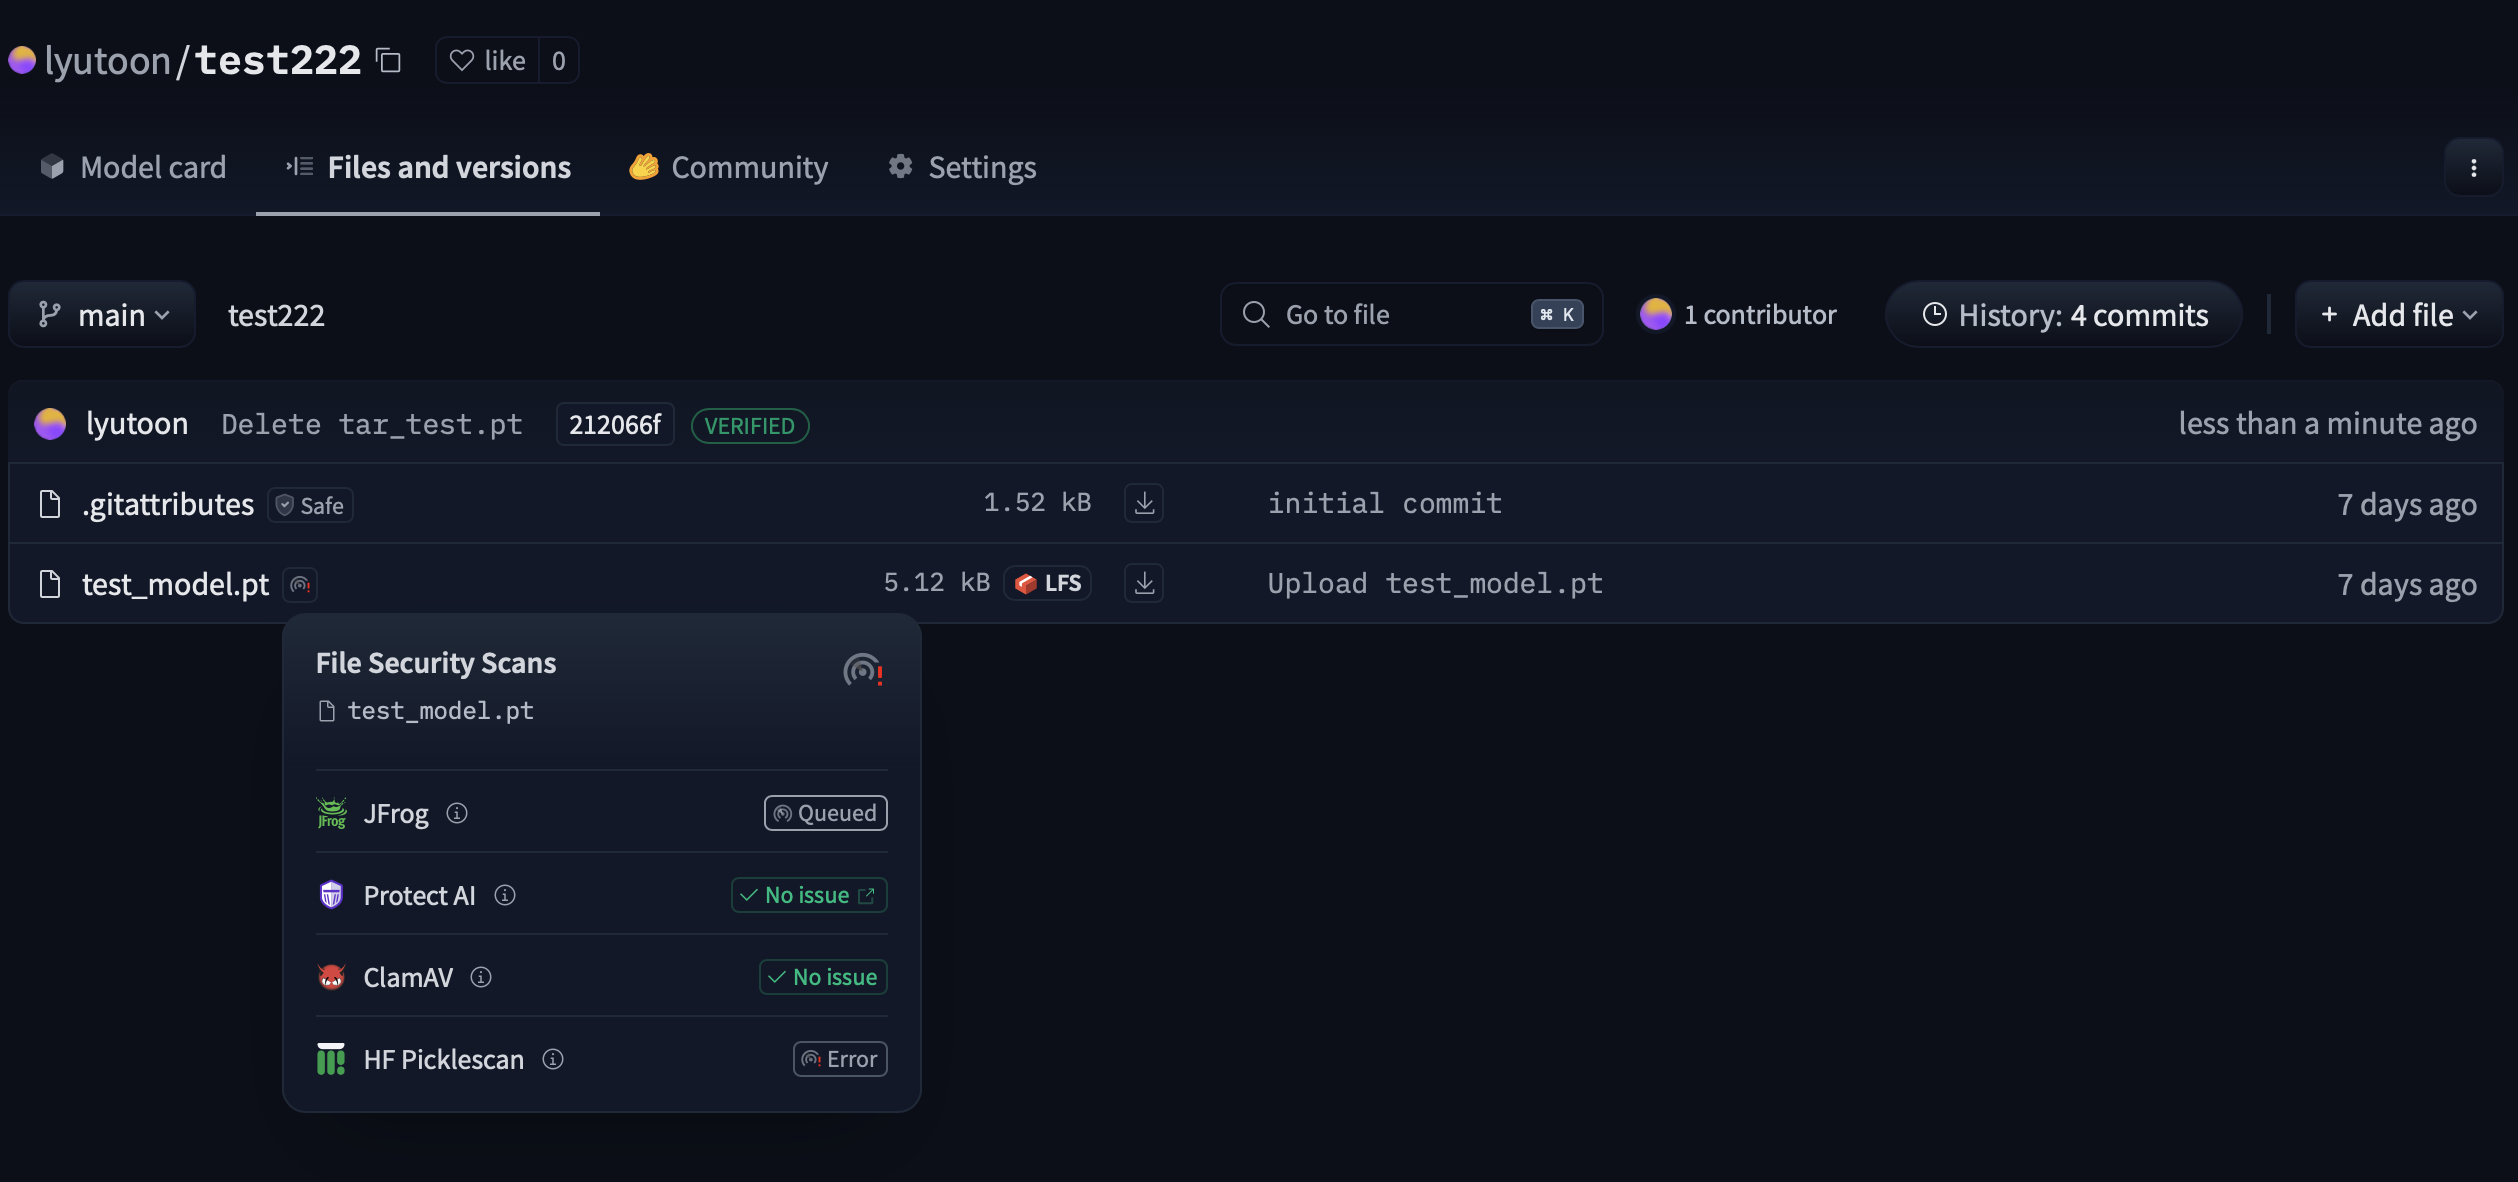 lyutoon/test222 like 0
Model card Files and versions Community Settings
main test222 Go to file ⌘ K 1 contributor History: 4 commits + Add file
lyutoon Delete tar_test.pt 212066f VERIFIED less than a minute ago
.gitattributes Safe 1.52 kB initial commit 7 days ago
test_model.pt 5.12 kB LFS Upload test_model.pt 7 days ago
File Security Scans
test_model.pt
JFrog JFrog Queued
Protect AI No issue
ClamAV No issue
HF Picklescan Error